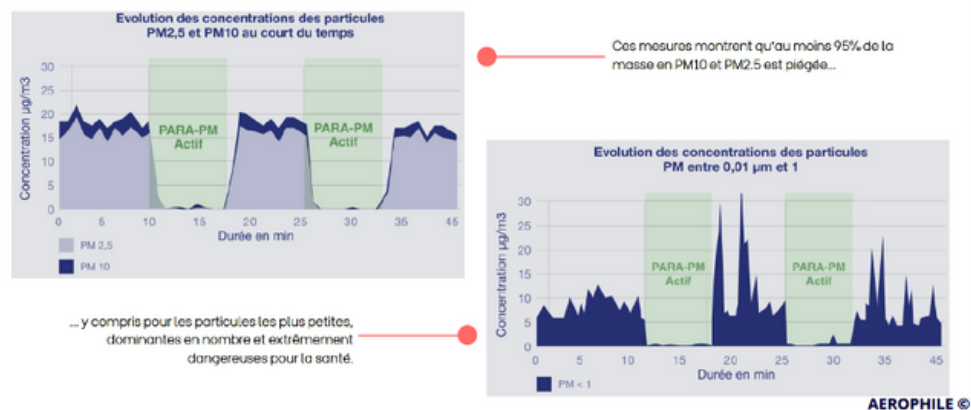 Evolution des concentrations des particules
PM2,5 et PM10 au court du temps
Concentration µg/m3
30
25
20
15
10
5
0
PARA-PM
Actif
PARA-PM
Actif
0 5 10 15 20 25 30 35 45
Durée en min
PM 2,5
PM 10
Ces mesures montrent qu'au moins 95% de la
masse en PM10 et PM2.5 est piégée...
... y compris pour les particules les plus petites,
dominantes en nombre et extrêmement
dangereuses pour la santé.
Evolution des concentrations des particules
PM entre 0,01 µm et 1
Concentration µg/m3
30
20
25
15
10
5
0
PARA-PM
Actif
PARA-PM
Actif
0 5 10 15 20 25 30 35 45
Durée en min
PM < 1
AEROPHILE ©